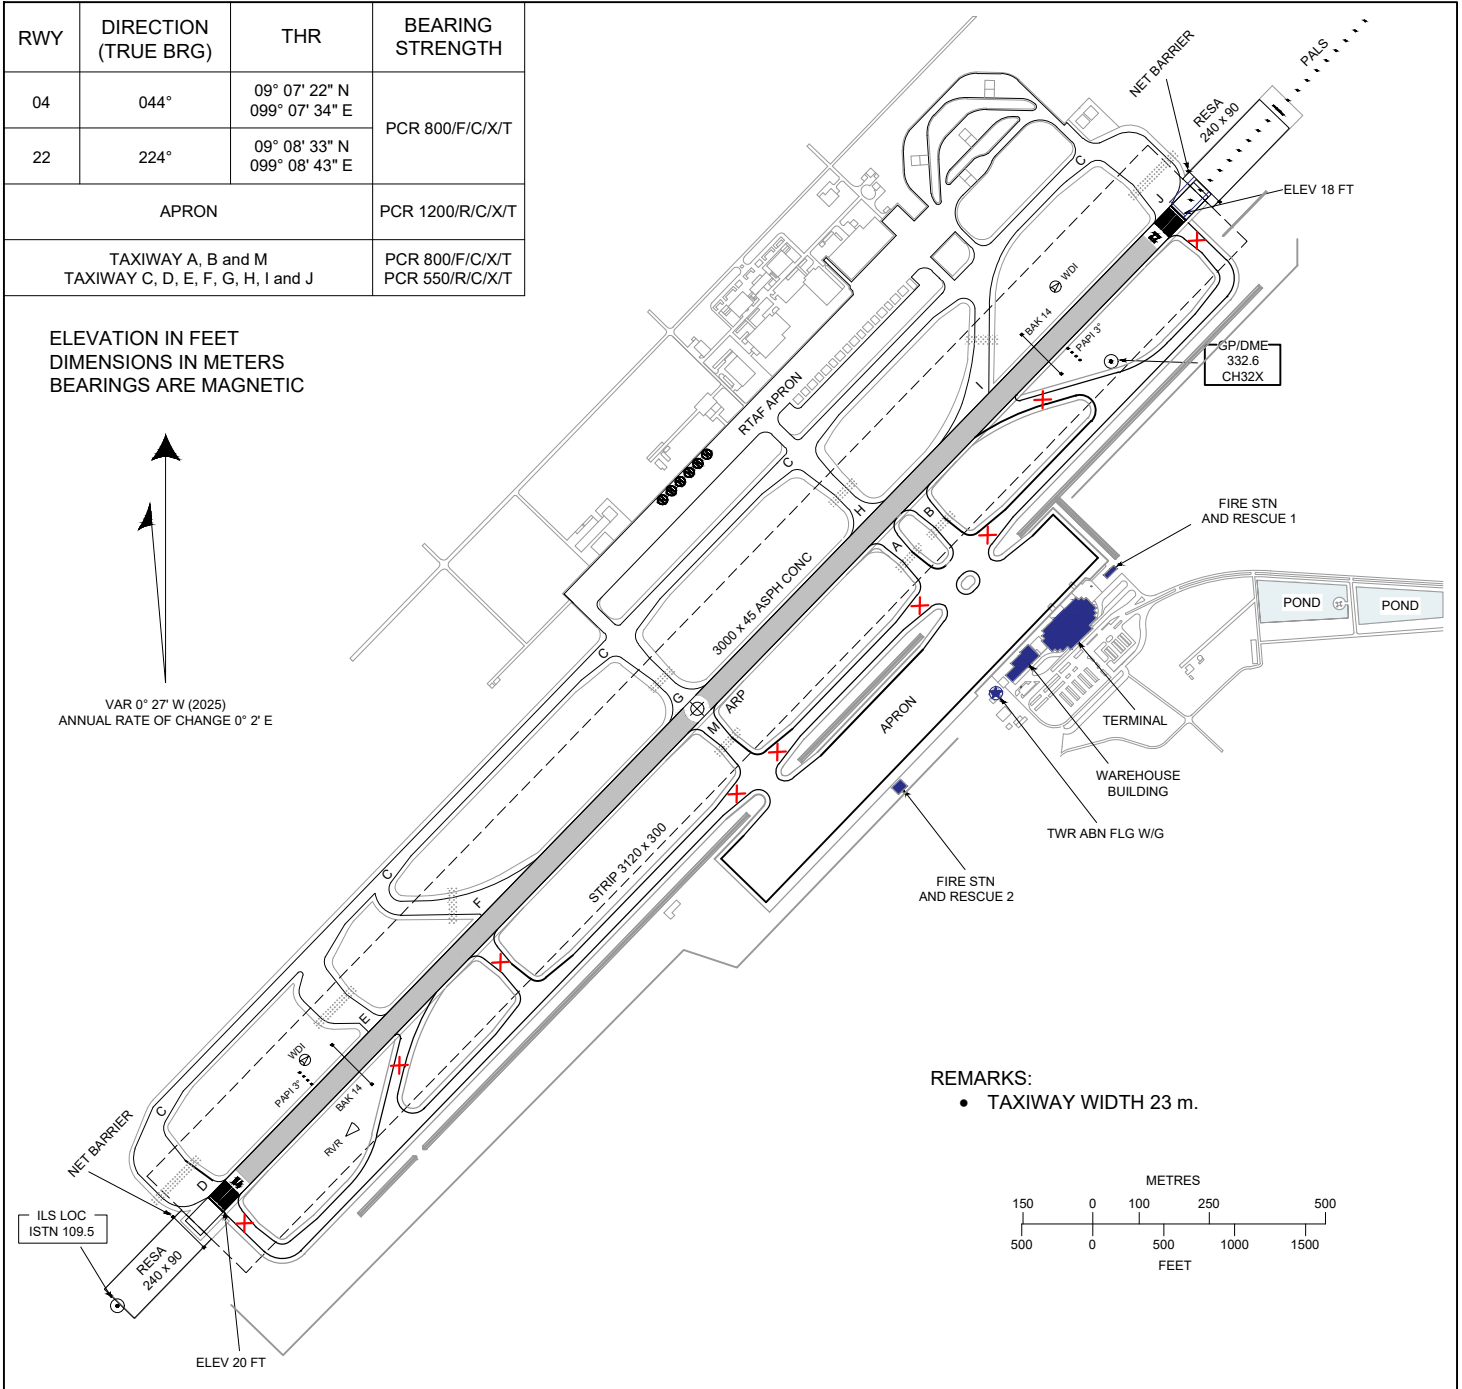 RWY
DIRECTION
(TRUE BRG)
THR
BEARING
STRENGTH
04
044°
09° 07' 22" N
099° 07' 34" E
PCR 800/F/C/X/T
22
224°
09° 08' 33" N
099° 08' 43" E
APRON
PCR 1200/R/C/X/T
TAXIWAY A, B and M
TAXIWAY C, D, E, F, G, H, I and J
PCR 800/F/C/X/T
PCR 550/R/C/X/T
ELEVATION IN FEET
DIMENSIONS IN METERS
BEARINGS ARE MAGNETIC
VAR 0° 27' W (2025)
ANNUAL RATE OF CHANGE 0° 2' E
PALS
NET BARRIER
RESA
240 x 90
ELEV 18 FT
C
J
22
WDI
BAK 14
PAPI 3°
GP/DME
332.6
CH32X
I
RTAF APRON
C
H
B
A
FIRE STN
AND RESCUE 1
3000 x 45 ASPH CONC
POND
POND
C
G
ARP
M
APRON
TERMINAL
WAREHOUSE
BUILDING
TWR ABN FLG W/G
FIRE STN
AND RESCUE 2
STRIP 3120 x 300
C
F
E
WDI
PAPI 3°
BAK 14
RVR
C
NET BARRIER
D
04
ILS LOC
ISTN 109.5
RESA
240 x 90
ELEV 20 FT
REMARKS:
• TAXIWAY WIDTH 23 m.
METRES
150 0 100 250 500
500 0 500 1000 1500
FEET